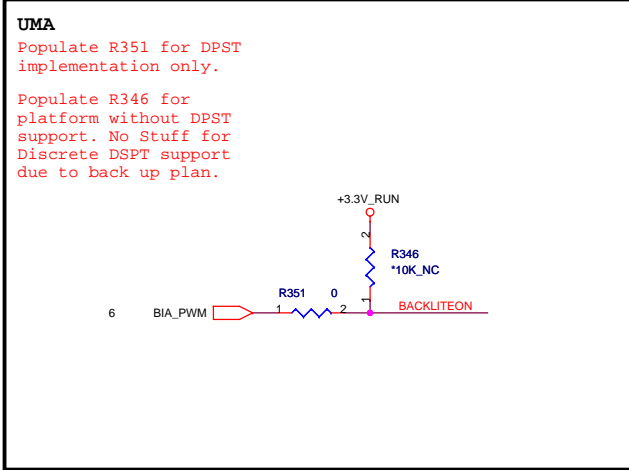 UMA
Populate R351 for DPST
implementation only.
Populate R346 for
platform without DPST
support. No Stuff for
Discrete DSPT support
due to back up plan.
+3.3V_RUN
2
R346
*10K_NC
1
R351 0
6 BIA_PWM 1 2 BACKLITEON